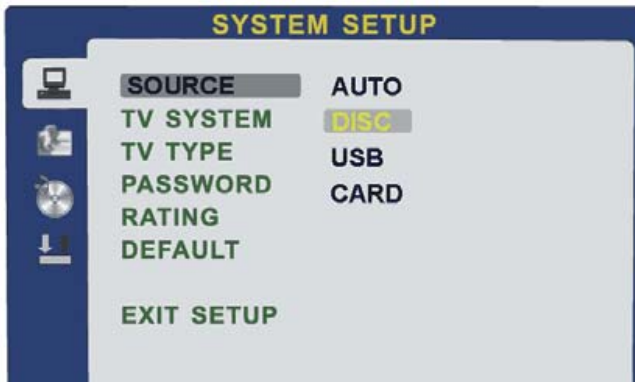 SYSTEM SETUP
SOURCE
TV SYSTEM
TV TYPE
PASSWORD
RATING
DEFAULT
EXIT SETUP
AUTO
DISC
USB
CARD